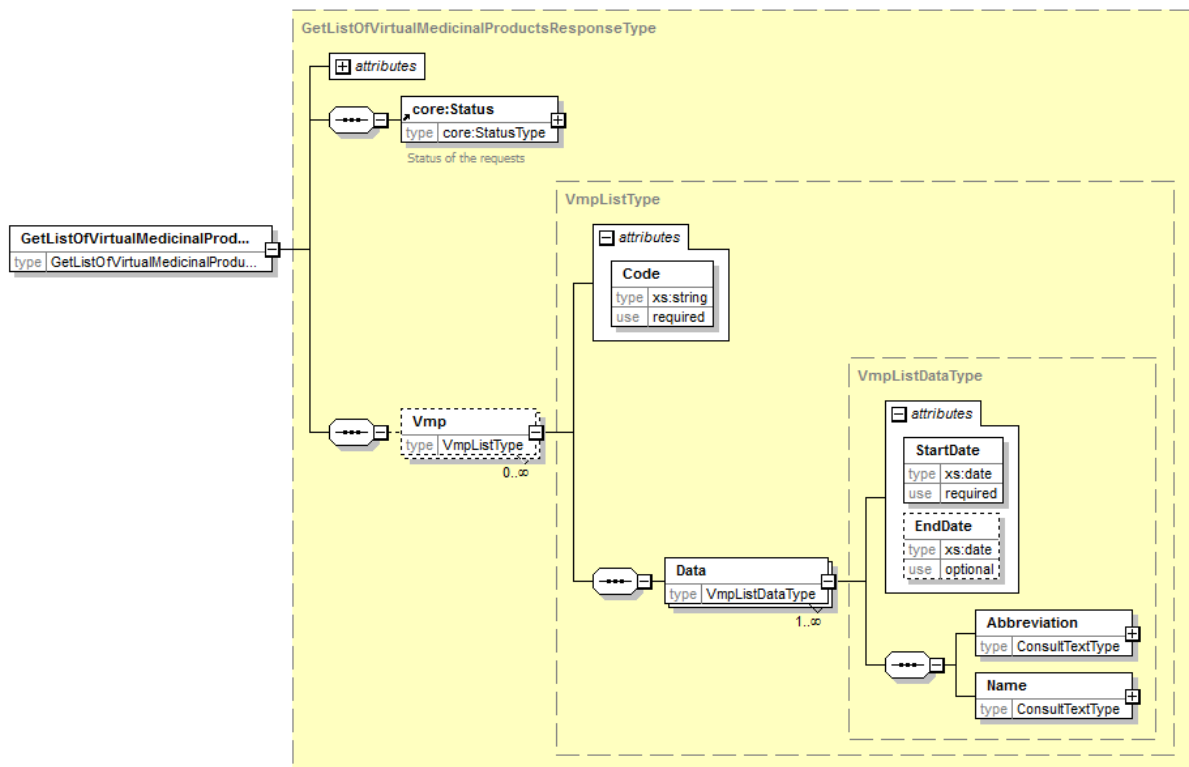 GetListOfVirtualMedicinalProductsResponseType
attributes
core:Status
type core:StatusType
Status of the requests
VmpListType
attributes
GetListOfVirtualMedicinalProd...
type GetListOfVirtualMedicinalProdu...
Code
type xs:string
use required
VmpListDataType
attributes
Vmp
type VmpListType
0..∞
StartDate
type xs:date
use required
EndDate
type xs:date
use optional
Data
type VmpListDataType
1..∞
Abbreviation
type ConsultTextType
Name
type ConsultTextType